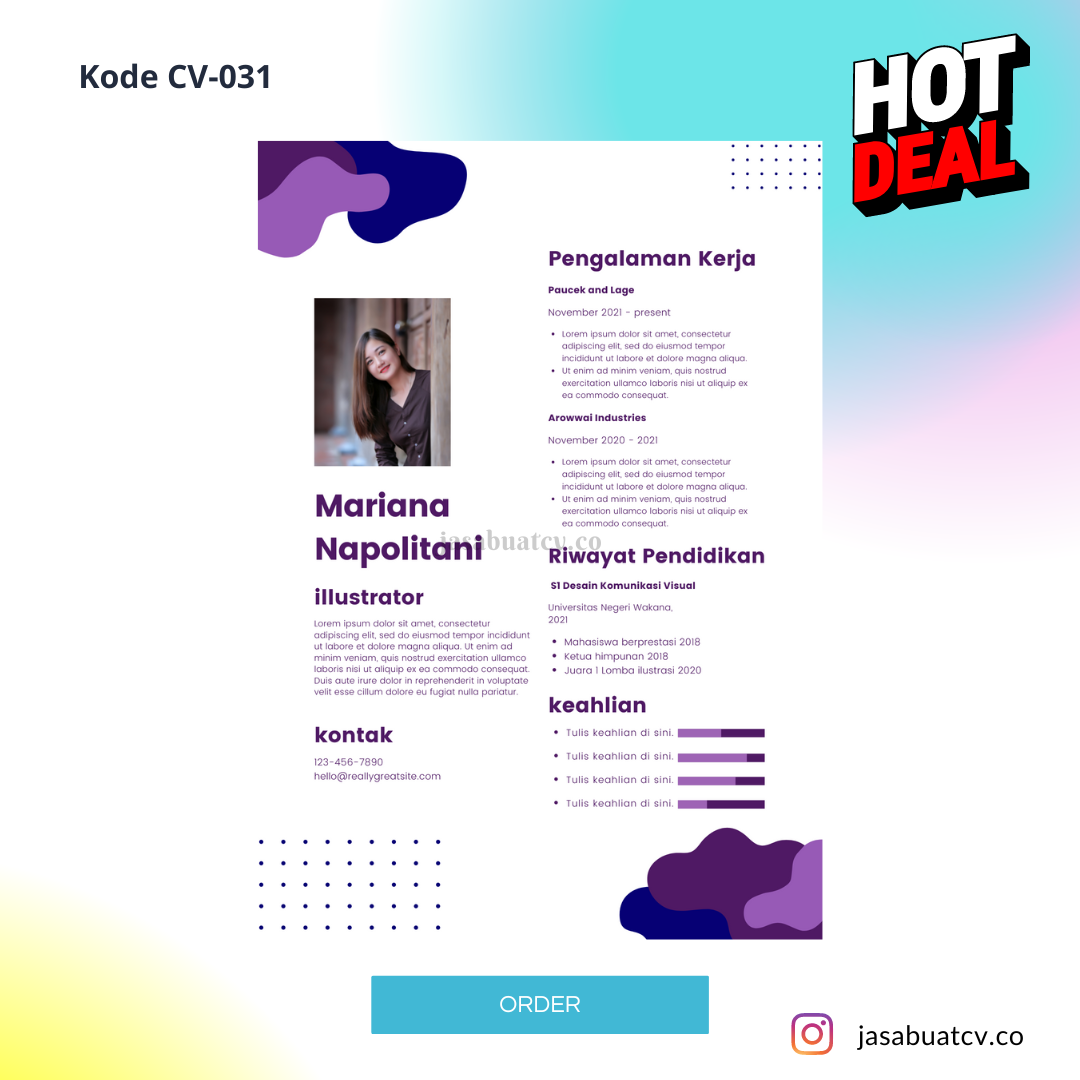 Kode CV-031
HOT
DEAL
Mariana
Napolitani
illustrator
Lorem ipsum dolor sit amet, consectetur
adipiscing elit, sed do eiusmod tempor incididunt
ut labore et dolore magna aliqua. Ut enim ad
minim veniam, quis nostrud exercitation ullamco
laboris nisi ut aliquip ex ea commodo consequat.
Duis aute irure dolor in reprehenderit in voluptate
velit esse cillum dolore eu fugiat nulla pariatur.
kontak
123-456-7890
hello@reallygreatsite.com
Pengalaman Kerja
Paucek and Lage
November 2021 - present
• Lorem ipsum dolor sit amet, consectetur
adipiscing elit, sed do eiusmod tempor
incididunt ut labore et dolore magna aliqua.
• Ut enim ad minim veniam, quis nostrud
exercitation ullamco laboris nisi ut aliquip ex
ea commodo consequat.
Arowwai Industries
November 2020 - 2021
• Lorem ipsum dolor sit amet, consectetur
adipiscing elit, sed do eiusmod tempor
incididunt ut labore et dolore magna aliqua.
• Ut enim ad minim veniam, quis nostrud
exercitation ullamco laboris nisi ut aliquip ex
ea commodo consequat.
jasabuatcv.co
Riwayat Pendidikan
S1 Desain Komunikasi Visual
Universitas Negeri Wakana,
2021
• Mahasiswa berprestasi 2018
• Ketua himpunan 2018
• Juara 1 Lomba ilustrasi 2020
keahlian
• Tulis keahlian di sini.
• Tulis keahlian di sini.
• Tulis keahlian di sini.
• Tulis keahlian di sini.
ORDER
jasabuatcv.co